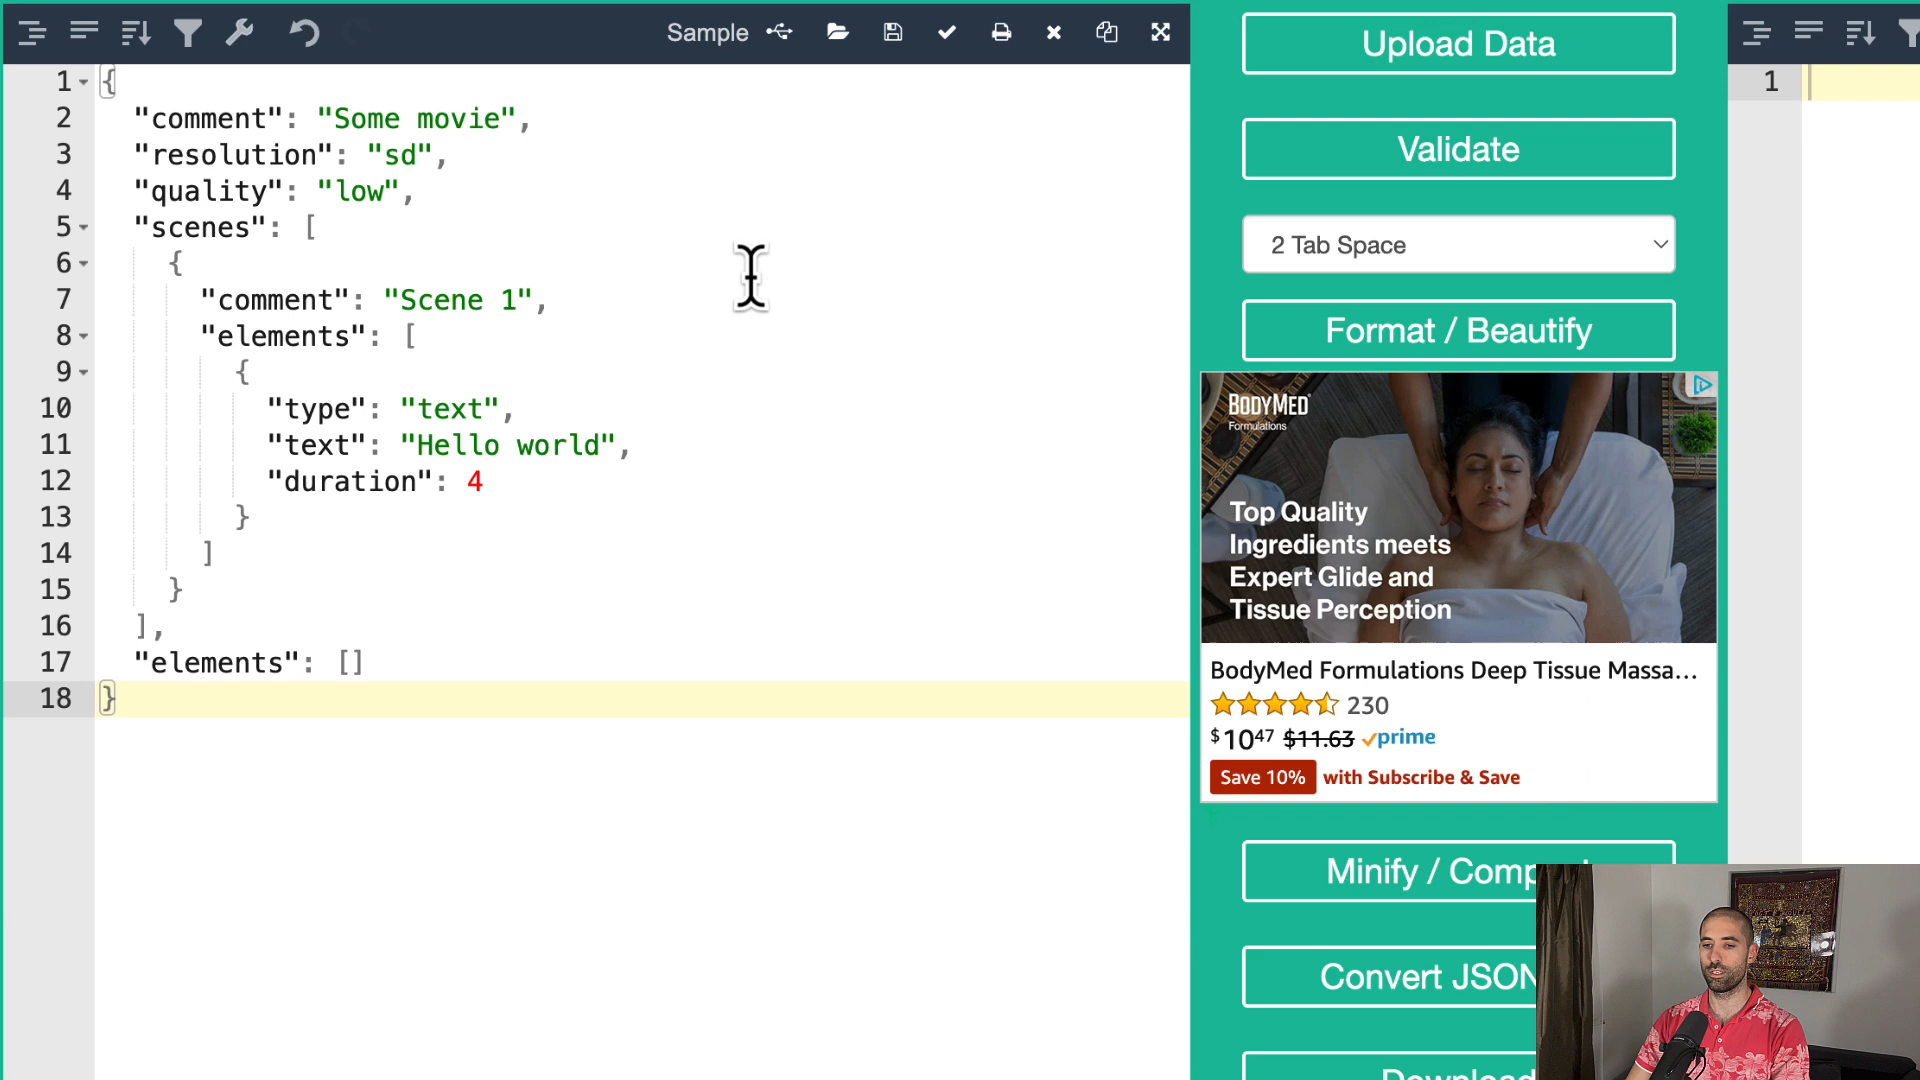 Sample
1 {
2 "comment": "Some movie",
3 "resolution": "sd",
4 "quality": "low",
5 "scenes": [
6 {
7 "comment": "Scene 1",
8 "elements": [
9 {
10 "type": "text",
11 "text": "Hello world",
12 "duration": 4
13 }
14 ]
15 }
16 ],
17 "elements": []
18 }
Upload Data
Validate
2 Tab Space
Format / Beautify
BODYMED
Formulations
Top Quality
Ingredients meets
Expert Glide and
Tissue Perception
BodyMed Formulations Deep Tissue Massa...
230
$10 47 $11.63 prime
Save 10% with Subscribe & Save
Minify /
Convert JSON
1